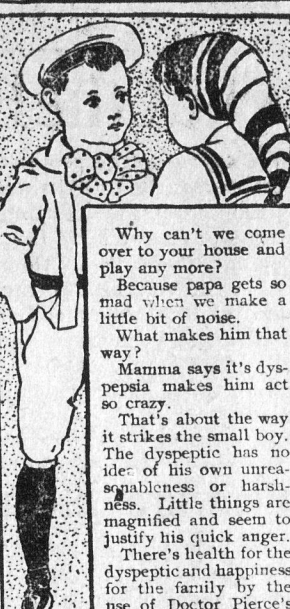 Why can't we come
over to your house and
play any more?
Because papa gets so
mad when we make a
little bit of noise.
What makes him that
way?
Mamma says it's dys-
pepsia makes him act
so crazy.
That's about the way
it strikes the small boy.
The dyspeptic has no
idea of his own unrea-
sonableness or harsh-
ness. Little things are
magnified and seem to
justify his quick anger.
There's health for the
dyspeptic and happiness
for the family by the
use of Doctor Pierce's